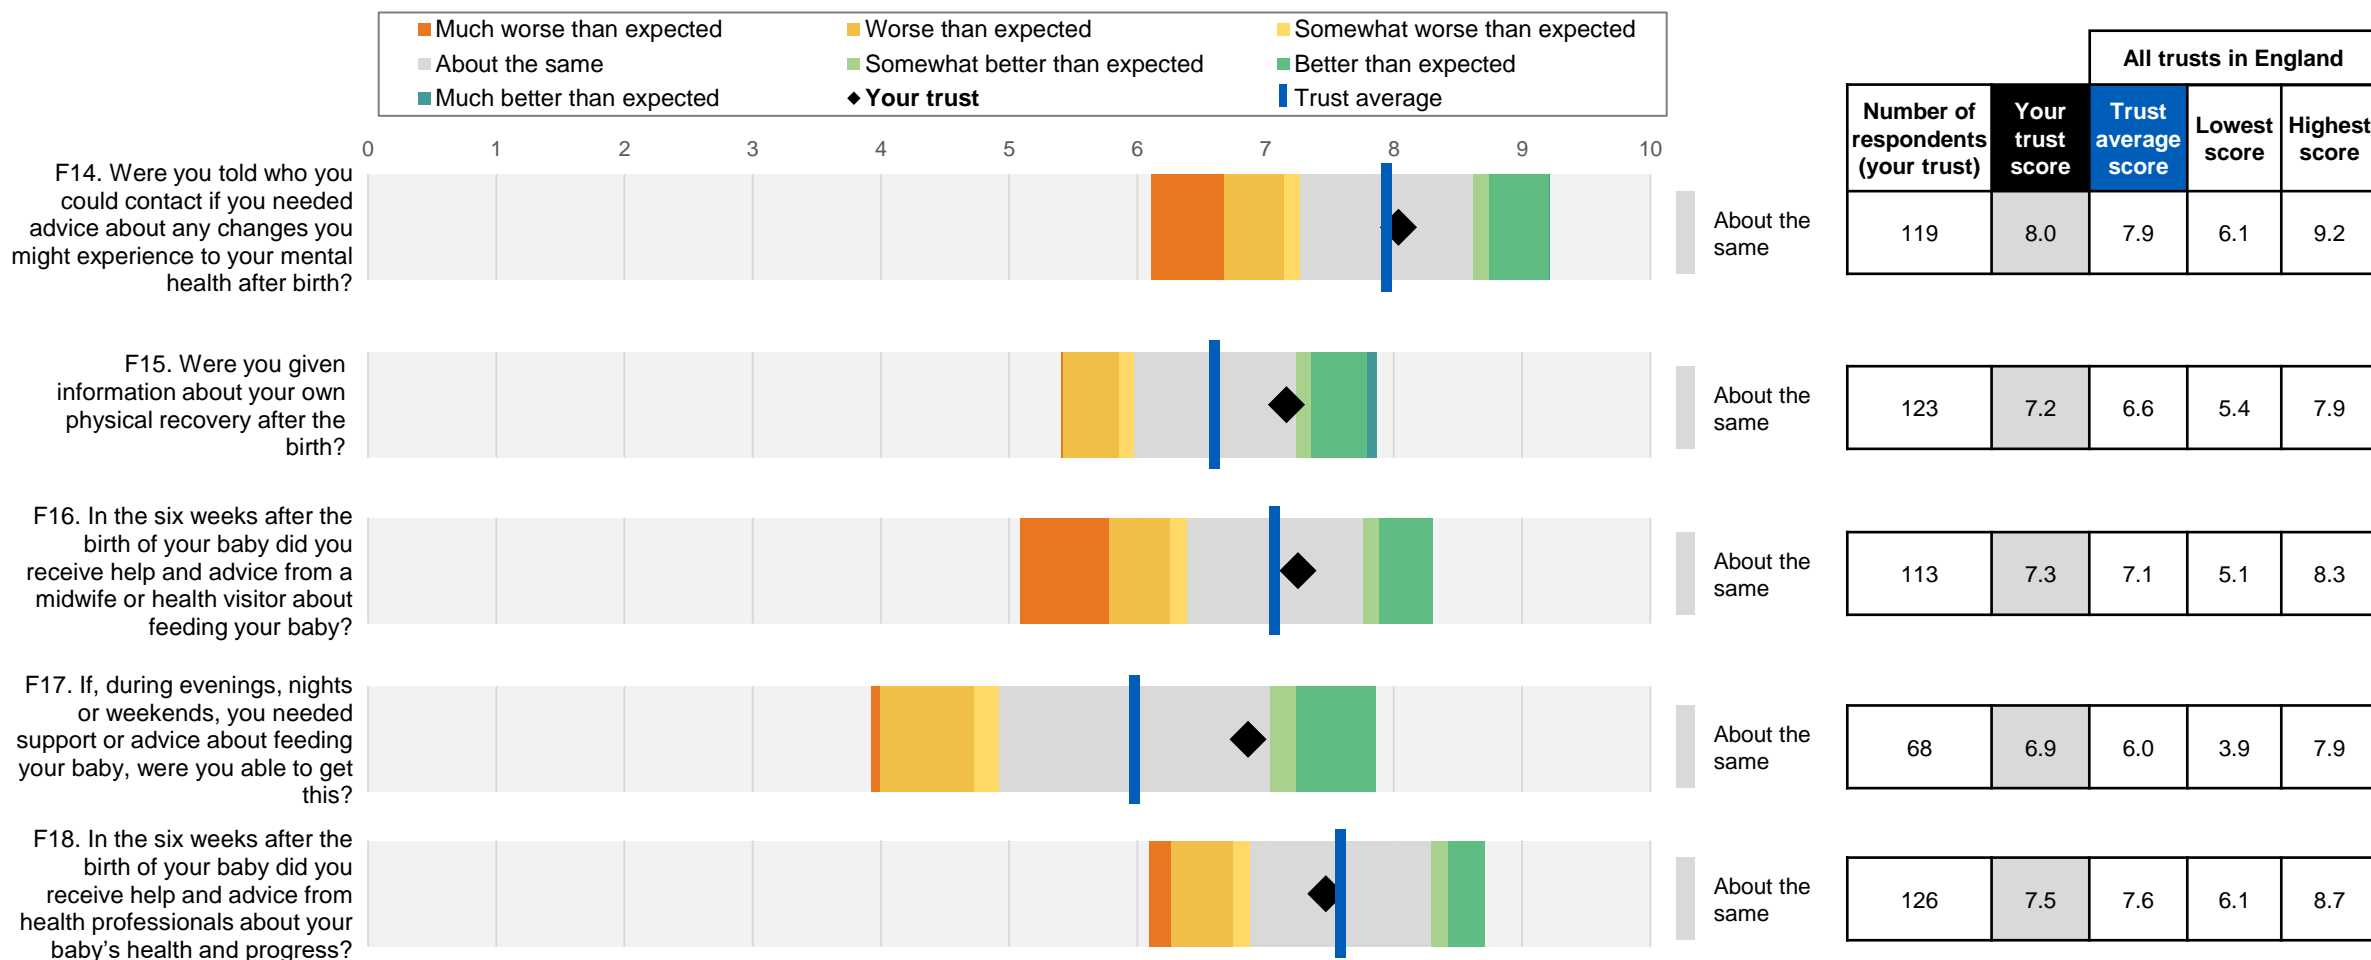 Much worse than expected
Worse than expected
Somewhat worse than expected
About the same
Somewhat better than expected
Better than expected
Much better than expected
Your trust
Trust average
All trusts in England
Number of
respondents
(your trust)
Your
trust
score
Trust
average
score
Lowest
score
Highest
score
0 1 2 3 4 5 6 7 8 9 10
F14. Were you told who you
could contact if you needed
advice about any changes you
might experience to your mental
health after birth?
About the
same
119 8.0 7.9 6.1 9.2
F15. Were you given
information about your own
physical recovery after the
birth?
About the
same
123 7.2 6.6 5.4 7.9
F16. In the six weeks after the
birth of your baby did you
receive help and advice from a
midwife or health visitor about
feeding your baby?
About the
same
113 7.3 7.1 5.1 8.3
F17. If, during evenings, nights
or weekends, you needed
support or advice about feeding
your baby, were you able to get
this?
About the
same
68 6.9 6.0 3.9 7.9
F18. In the six weeks after the
birth of your baby did you
receive help and advice from
health professionals about your
baby’s health and progress?
About the
same
126 7.5 7.6 6.1 8.7